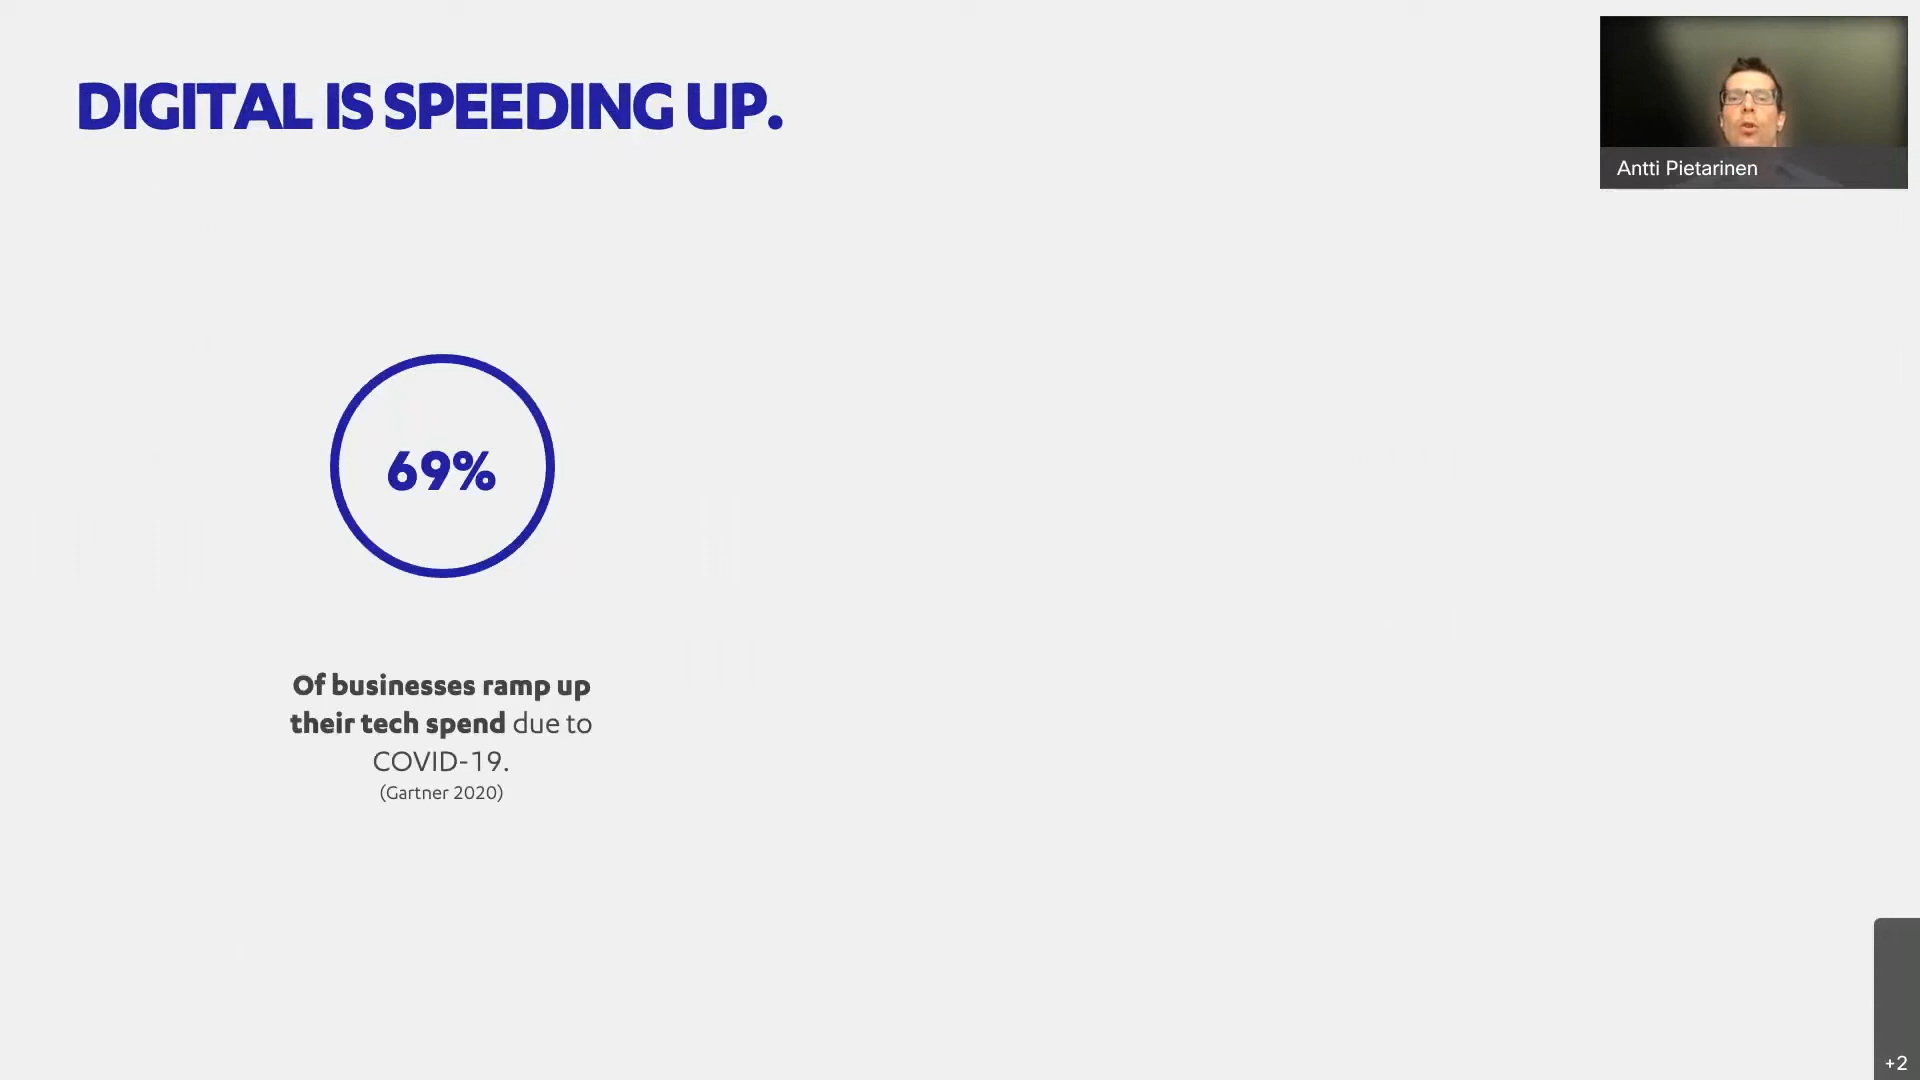 DIGITAL IS SPEEDING UP.
Antti Pietarinen
69%
Of businesses ramp up
their tech spend due to
COVID-19.
(Gartner 2020)
+2